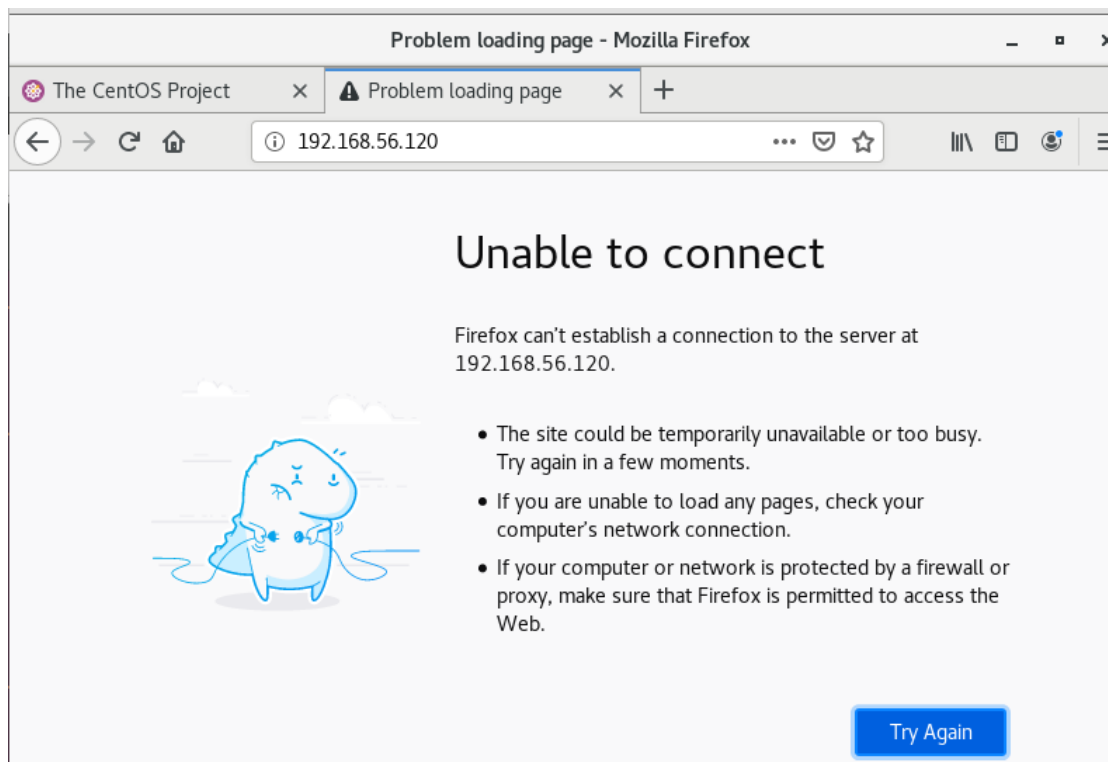 Problem loading page - Mozilla Firefox
The CentOS Project
Problem loading page
192.168.56.120
Unable to connect
Firefox can’t establish a connection to the server at
192.168.56.120.
• The site could be temporarily unavailable or too busy.
Try again in a few moments.
• If you are unable to load any pages, check your
computer’s network connection.
• If your computer or network is protected by a firewall or
proxy, make sure that Firefox is permitted to access the
Web.
Try Again